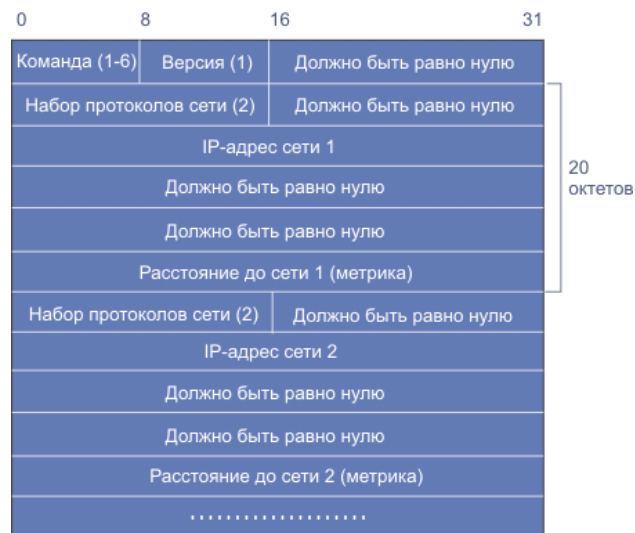 0 8 16 31
Команда (1-6) Версия (1) Должно быть равно нулю
Набор протоколов сети (2) Должно быть равно нулю
IP-адрес сети 1
Должно быть равно нулю
20
октетов
Должно быть равно нулю
Расстояние до сети 1 (метрика)
Набор протоколов сети (2) Должно быть равно нулю
IP-адрес сети 2
Должно быть равно нулю
Должно быть равно нулю
Расстояние до сети 2 (метрика)
....................